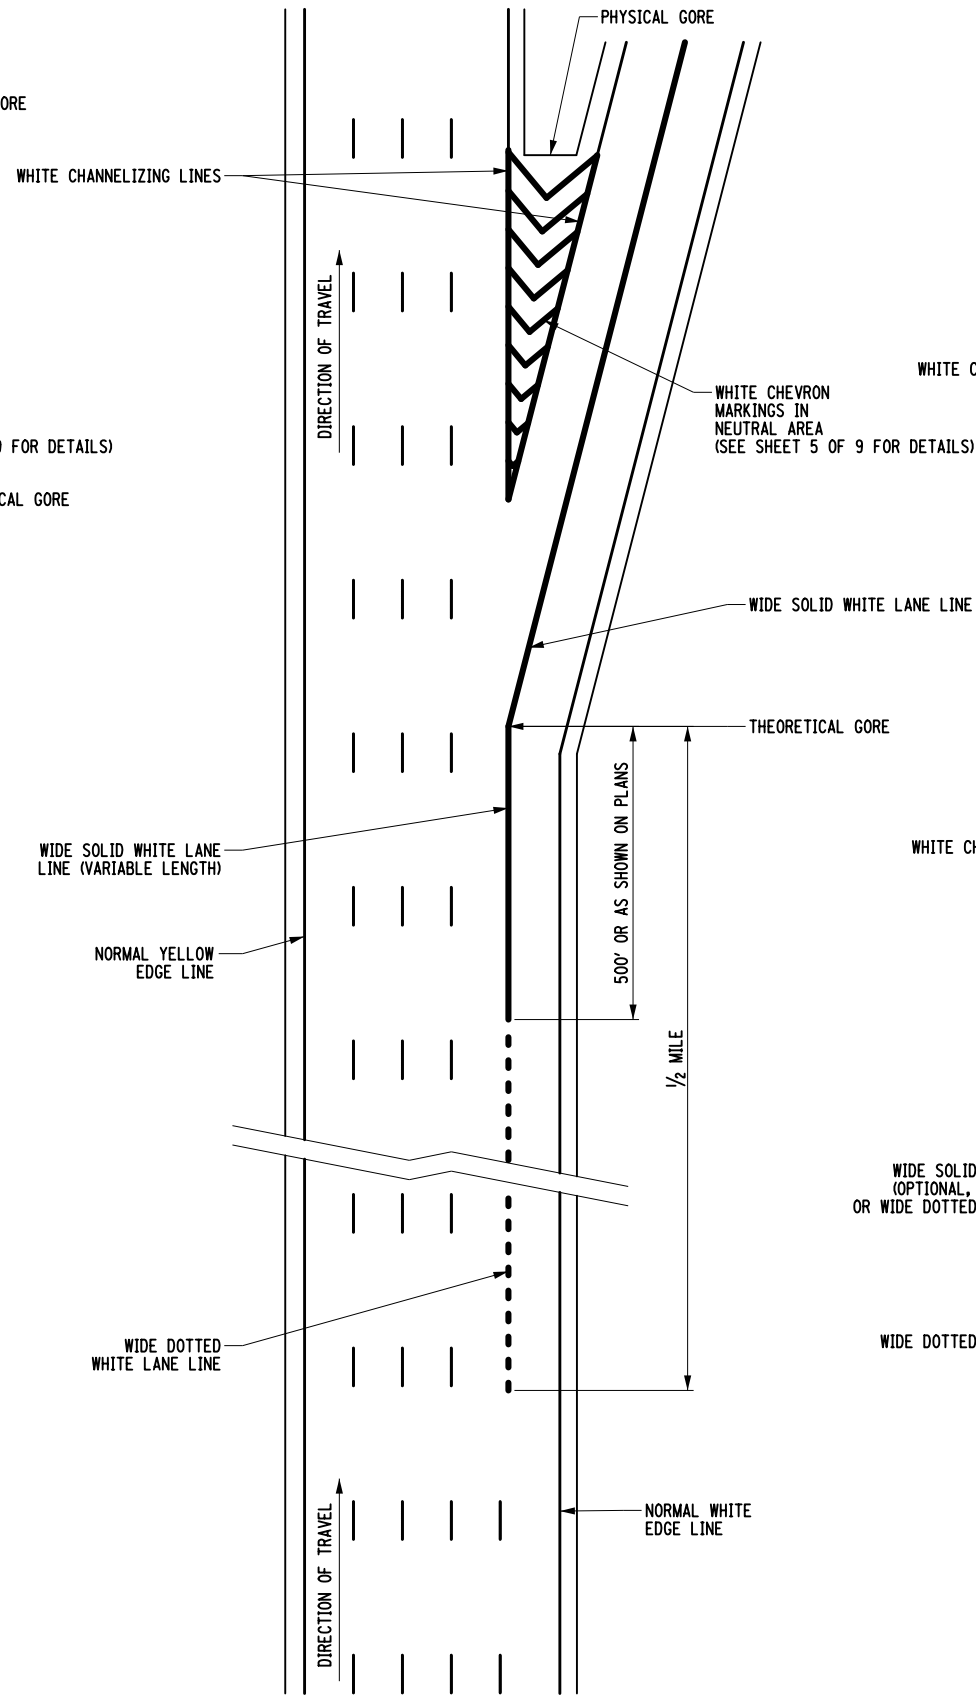 PHYSICAL GORE
ORE
WHITE CHANNELIZING LINES
DIRECTION OF TRAVEL
WHITE C
WHITE CHEVRON
MARKINGS IN
NEUTRAL AREA
(SEE SHEET 5 OF 9 FOR DETAILS)
FOR DETAILS)
CAL GORE
WIDE SOLID WHITE LANE LINE
THEORETICAL GORE
500' OR AS SHOWN ON PLANS
WIDE SOLID WHITE LANE
LINE (VARIABLE LENGTH)
WHITE CH
NORMAL YELLOW
EDGE LINE
1/2 MILE
WIDE SOLID
(OPTIONAL,
OR WIDE DOTTED
WIDE DOTTED
WHITE LANE LINE
WIDE DOTTED
DIRECTION OF TRAVEL
NORMAL WHITE
EDGE LINE